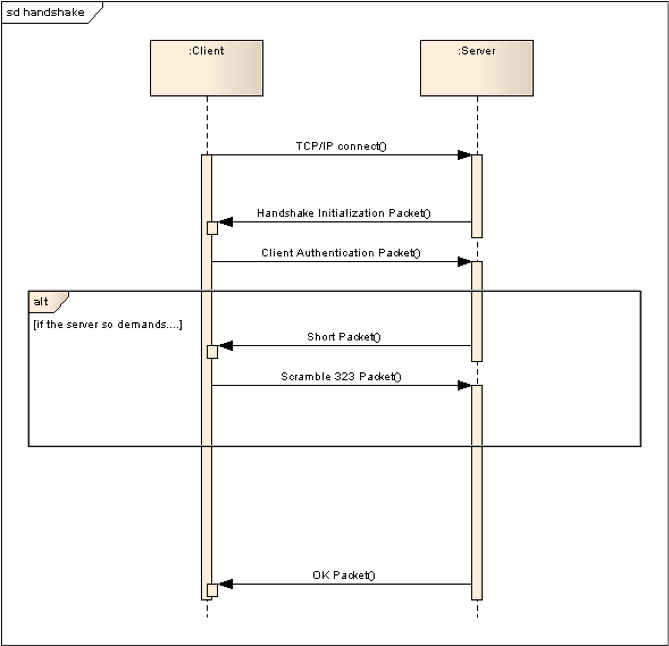 sd handshake
:Client
:Server
TCP/IP connect()
Handshake Initialization Packet()
Client Authentication Packet()
alt
[if the server so demands....]
Short Packet()
Scramble 323 Packet()
OK Packet()